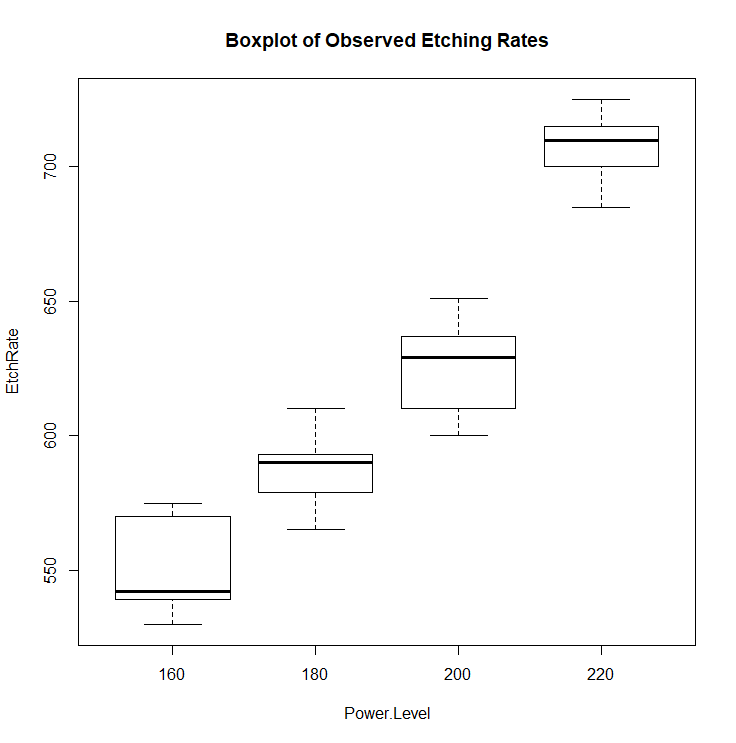 Boxplot of Observed Etching Rates
700
650
600
550
EtchRate
160 180 200 220
Power.Level